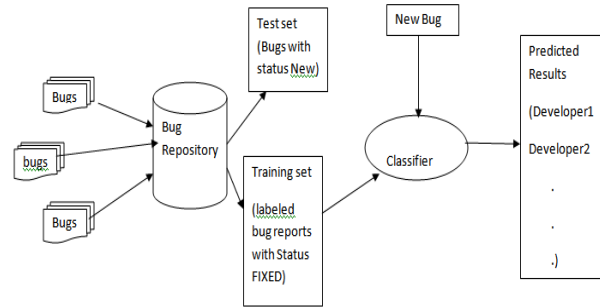 Bugs
bugs
Bugs
Bug
Repository
Test set
(Bugs with
status New)
Training set
(labeled
bug reports
with Status
FIXED)
New Bug
Classifier
Predicted
Results
(Developer1
Developer2
.
.
.)